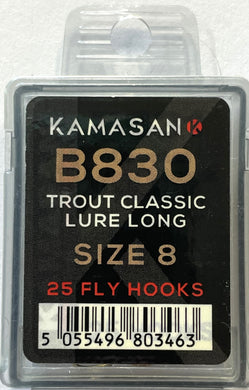 KAMASAN K
B830
TROUT CLASSIC
LURE LONG
SIZE 8
25 FLY HOOKS
5 055496 803463